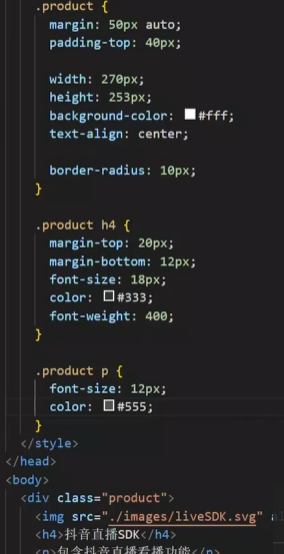 .product {
margin: 50px auto;
padding-top: 40px;
width: 270px;
height: 253px;
background-color: #fff;
text-align: center;
border-radius: 10px;
}
.product h4 {
margin-top: 20px;
margin-bottom: 12px;
font-size: 18px;
color: #333;
font-weight: 400;
}
.product p {
font-size: 12px;
color: #555;
}
</style>
</head>
<body>
<div class="product">
<img src="./images/liveSDK.svg"
<h4>抖音直播SDK</h4>
<p>包含抖音直播看播功能</p>